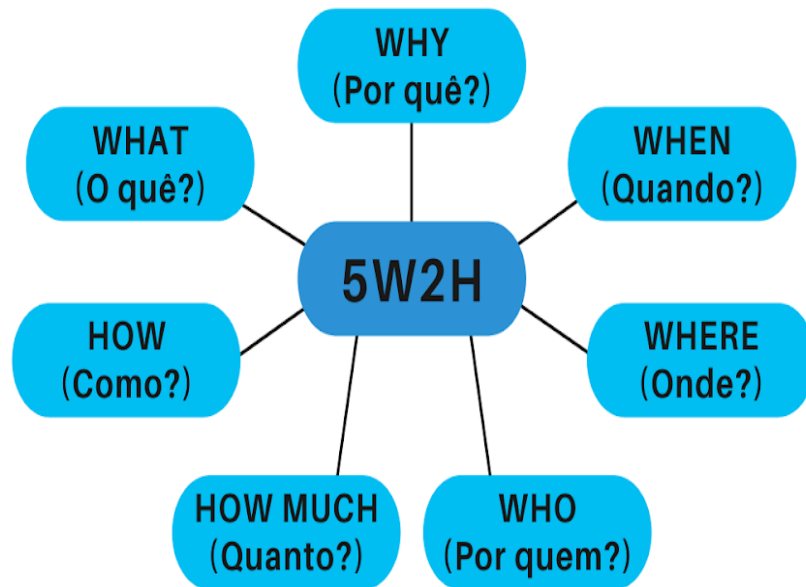 WHY
(Por quê?)
WHAT
(O quê?)
WHEN
(Quando?)
5W2H
HOW
(Como?)
WHERE
(Onde?)
HOW MUCH
(Quanto?)
WHO
(Por quem?)